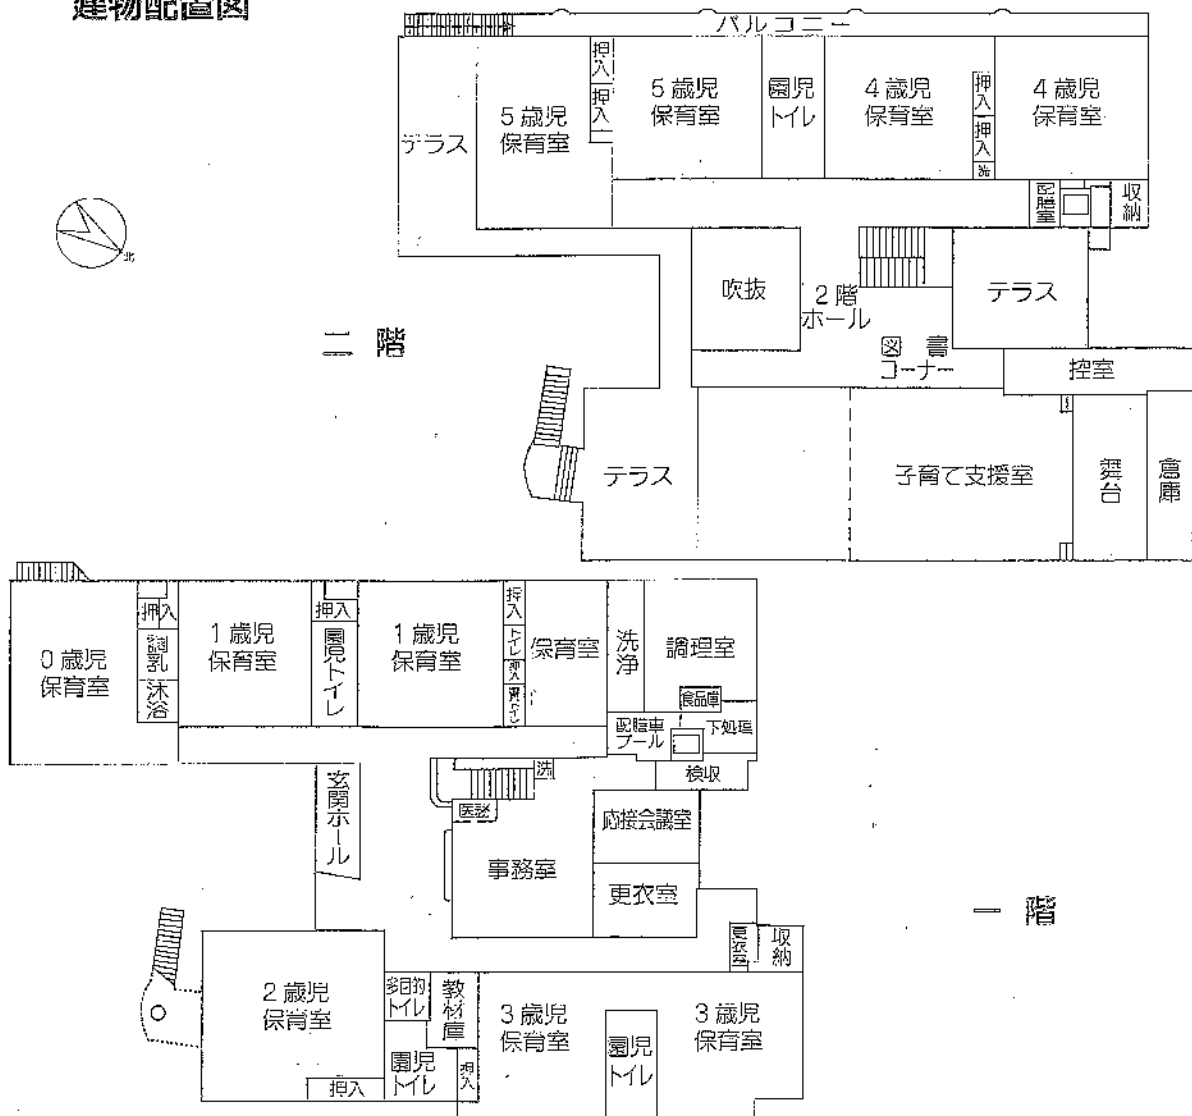 建物配置図
バルコニー
テラス
5歳児
保育室
押入
押入
5歳児
保育室
園児
トイレ
4歳児
保育室
押入
押入
洗
4歳児
保育室
配膳室
収納
北
吹抜
2階
ホール
テラス
図書
コーナー
控室
二階
テラス
子育て支援室
舞台
倉庫
0歳児
保育室
押入
調乳
沐浴
1歳児
保育室
押入
園児トイレ
1歳児
保育室
押入
トイレ
押入
保育室
洗浄
調理室
食品庫
配膳車
プール
下処理
検収
玄関ホール
洗
医務
事務室
応接会議室
更衣室
一階
更衣室
収納
2歳児
保育室
押入
多目的
トイレ
教材庫
園児
トイレ
押入
3歳児
保育室
園児
トイレ
3歳児
保育室